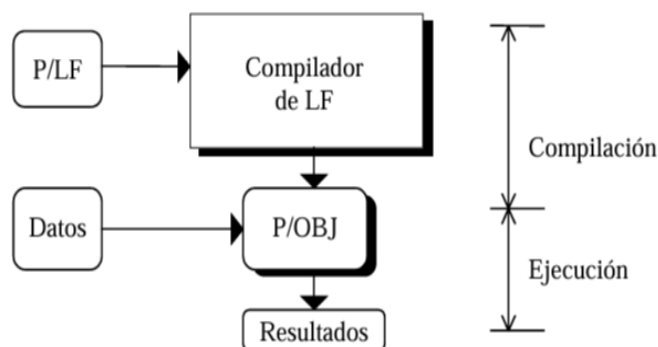 P/LF
Compilador
de LF
Compilación
Datos
P/OBJ
Ejecución
Resultados